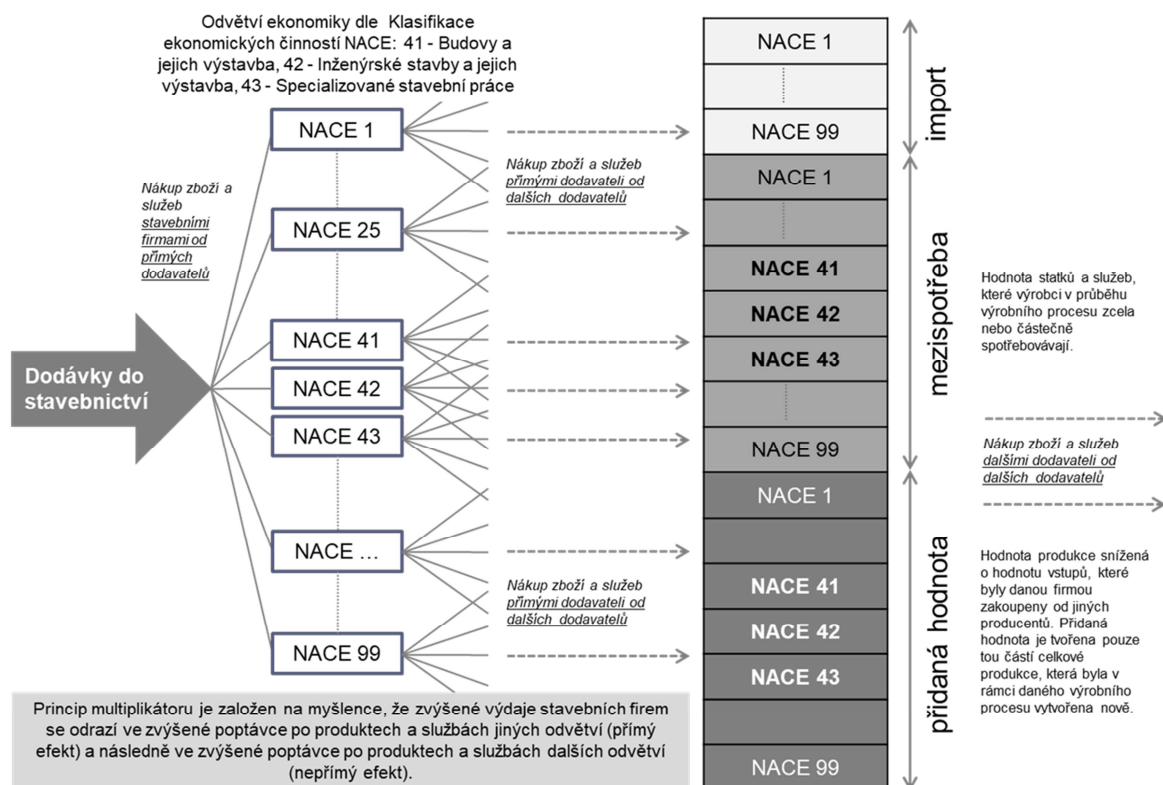 Odvětví ekonomiky dle Klasifikace
ekonomických činností NACE: 41 - Budovy a
jejich výstavba, 42 - Inženýrské stavby a jejich
výstavba, 43 - Specializované stavební práce
Nákup zboží a
služeb
stavebními
firmami od
přímých
dodavatelů
Dodávky do
stavebnictví
NACE 1
NACE 25
NACE 41
NACE 42
NACE 43
NACE ...
NACE 99
Nákup zboží a služeb
přímými dodavateli od
dalších dodavatelů
Nákup zboží a služeb
přímými dodavateli od
dalších dodavatelů
NACE 1
NACE 99
NACE 1
NACE 41
NACE 42
NACE 43
NACE 99
NACE 1
NACE 41
NACE 42
NACE 43
NACE 99
import
mezispotřeba
přidaná hodnota
Hodnota statků a služeb,
které výrobci v průběhu
výrobního procesu zcela
nebo částečně
spotřebovávají.
Nákup zboží a služeb
dalšími dodavateli od
dalších dodavatelů
Hodnota produkce snížená
o hodnotu vstupů, které
byly danou firmou
zakoupeny od jiných
producentů. Přidaná
hodnota je tvořena pouze
tou částí celkové
produkce, která byla v
rámci daného výrobního
procesu vytvořena nově.
Princip multiplikátoru je založen na myšlence, že zvýšené výdaje stavebních firem
se odrazí ve zvýšené poptávce po produktech a službách jiných odvětví (přímý
efekt) a následně ve zvýšené poptávce po produktech a službách dalších odvětví
(nepřímý efekt).